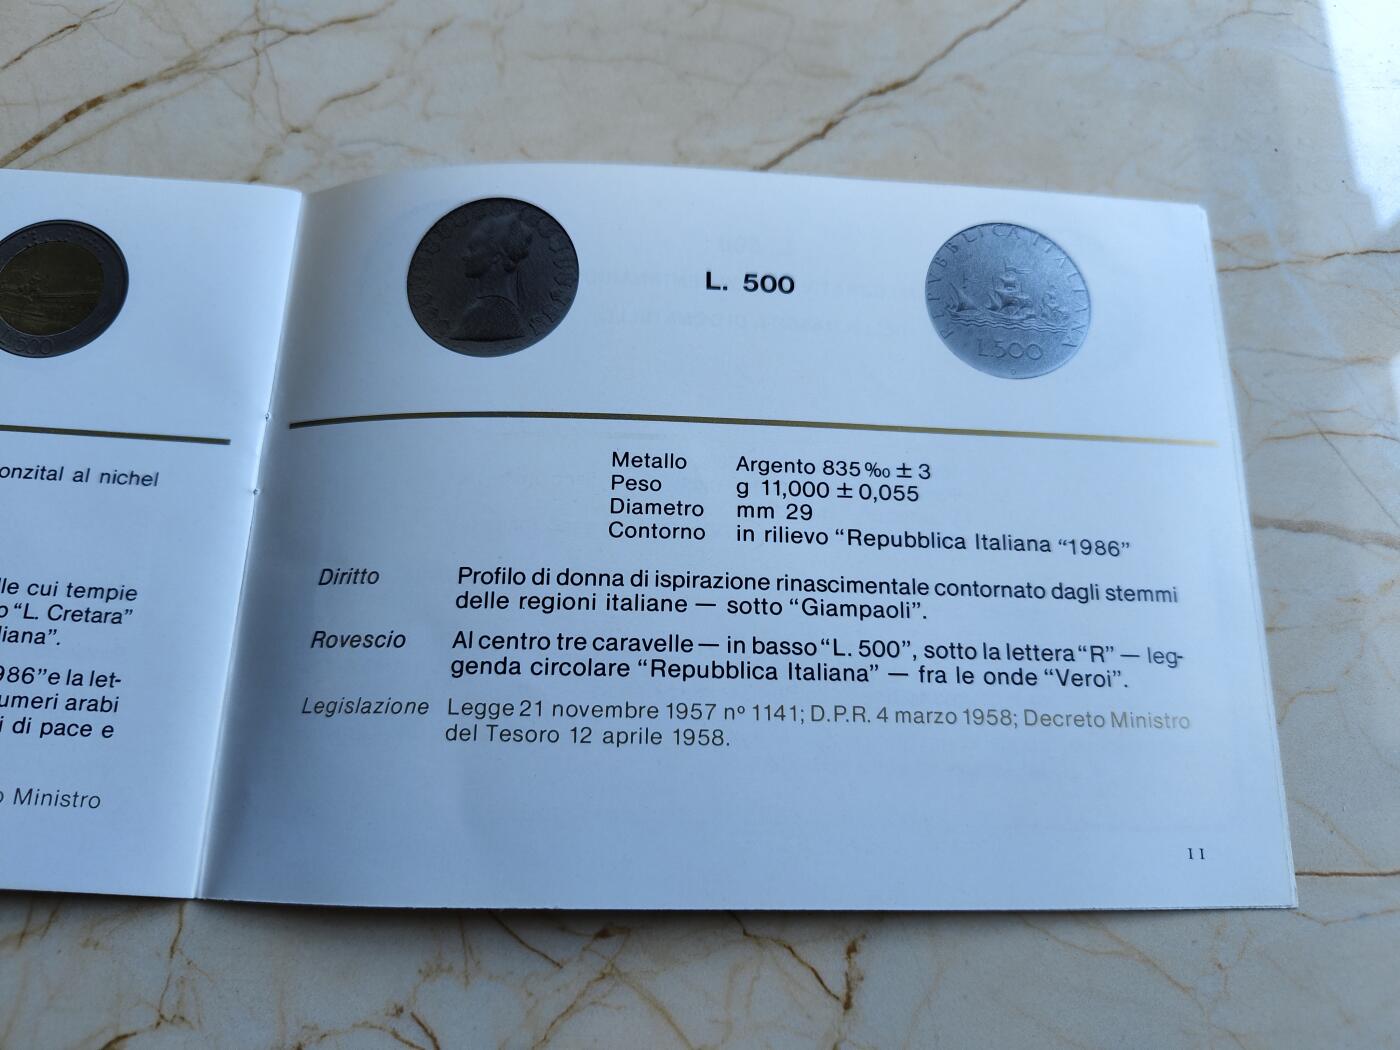 L. 500
REPVBBLICA ITALIANA
L.500
500
onzital al nichel
lle cui tempie
o “L. Cretara”
liana”.
986” e la let-
umeri arabi
i di pace e
o Ministro
Metallo Argento 835‰ ± 3
Peso g 11,000 ± 0,055
Diametro mm 29
Contorno in rilievo “Repubblica Italiana “1986”
Diritto Profilo di donna di ispirazione rinascimentale contornato dagli stemmi
delle regioni italiane — sotto “Giampaoli”.
Rovescio Al centro tre caravelle — in basso “L. 500”, sotto la lettera “R” — leg-
genda circolare “Repubblica Italiana” — fra le onde “Veroi”.
Legislazione Legge 21 novembre 1957 nº 1141; D.P.R. 4 marzo 1958; Decreto Ministro
del Tesoro 12 aprile 1958.
11